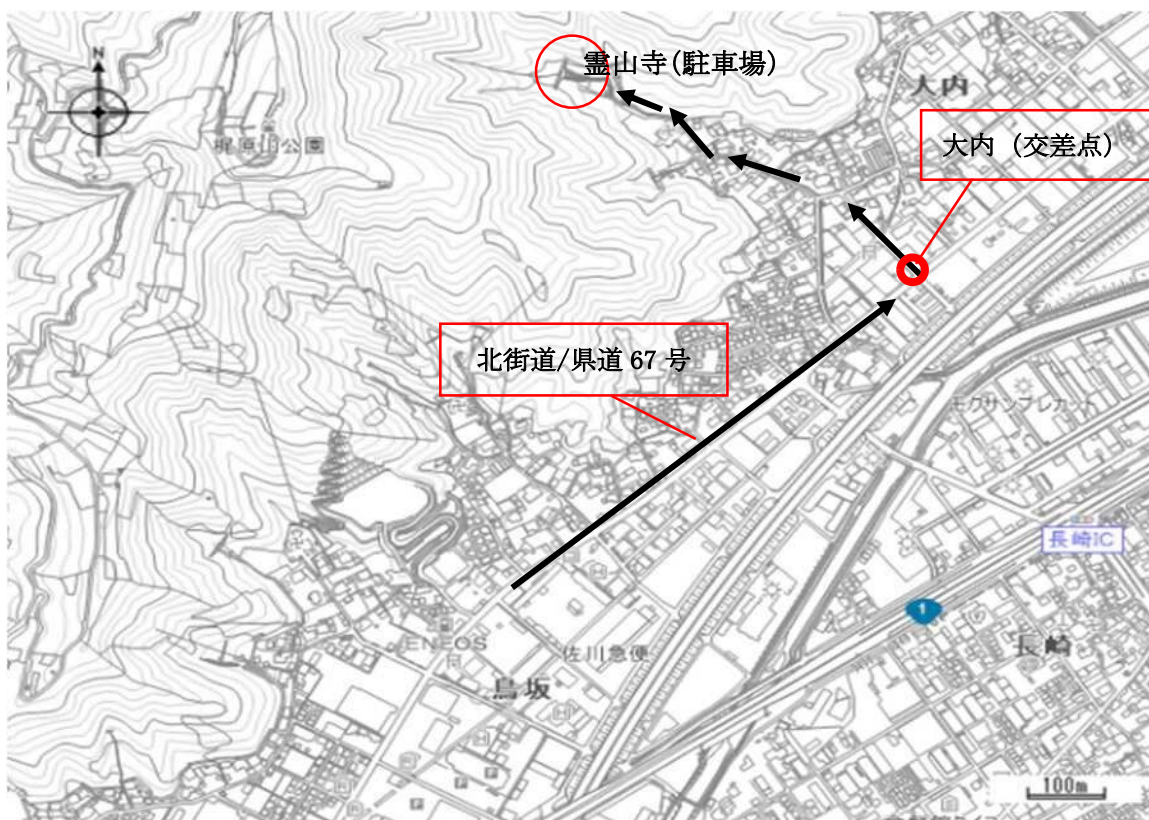 霊山寺(駐車場)
大内
N
大内 (交差点)
梶原山公園
北街道/県道 67 号
モクサンプレカット
長崎IC
1
ENEOS
佐川急便
長崎
鳥坂
100m